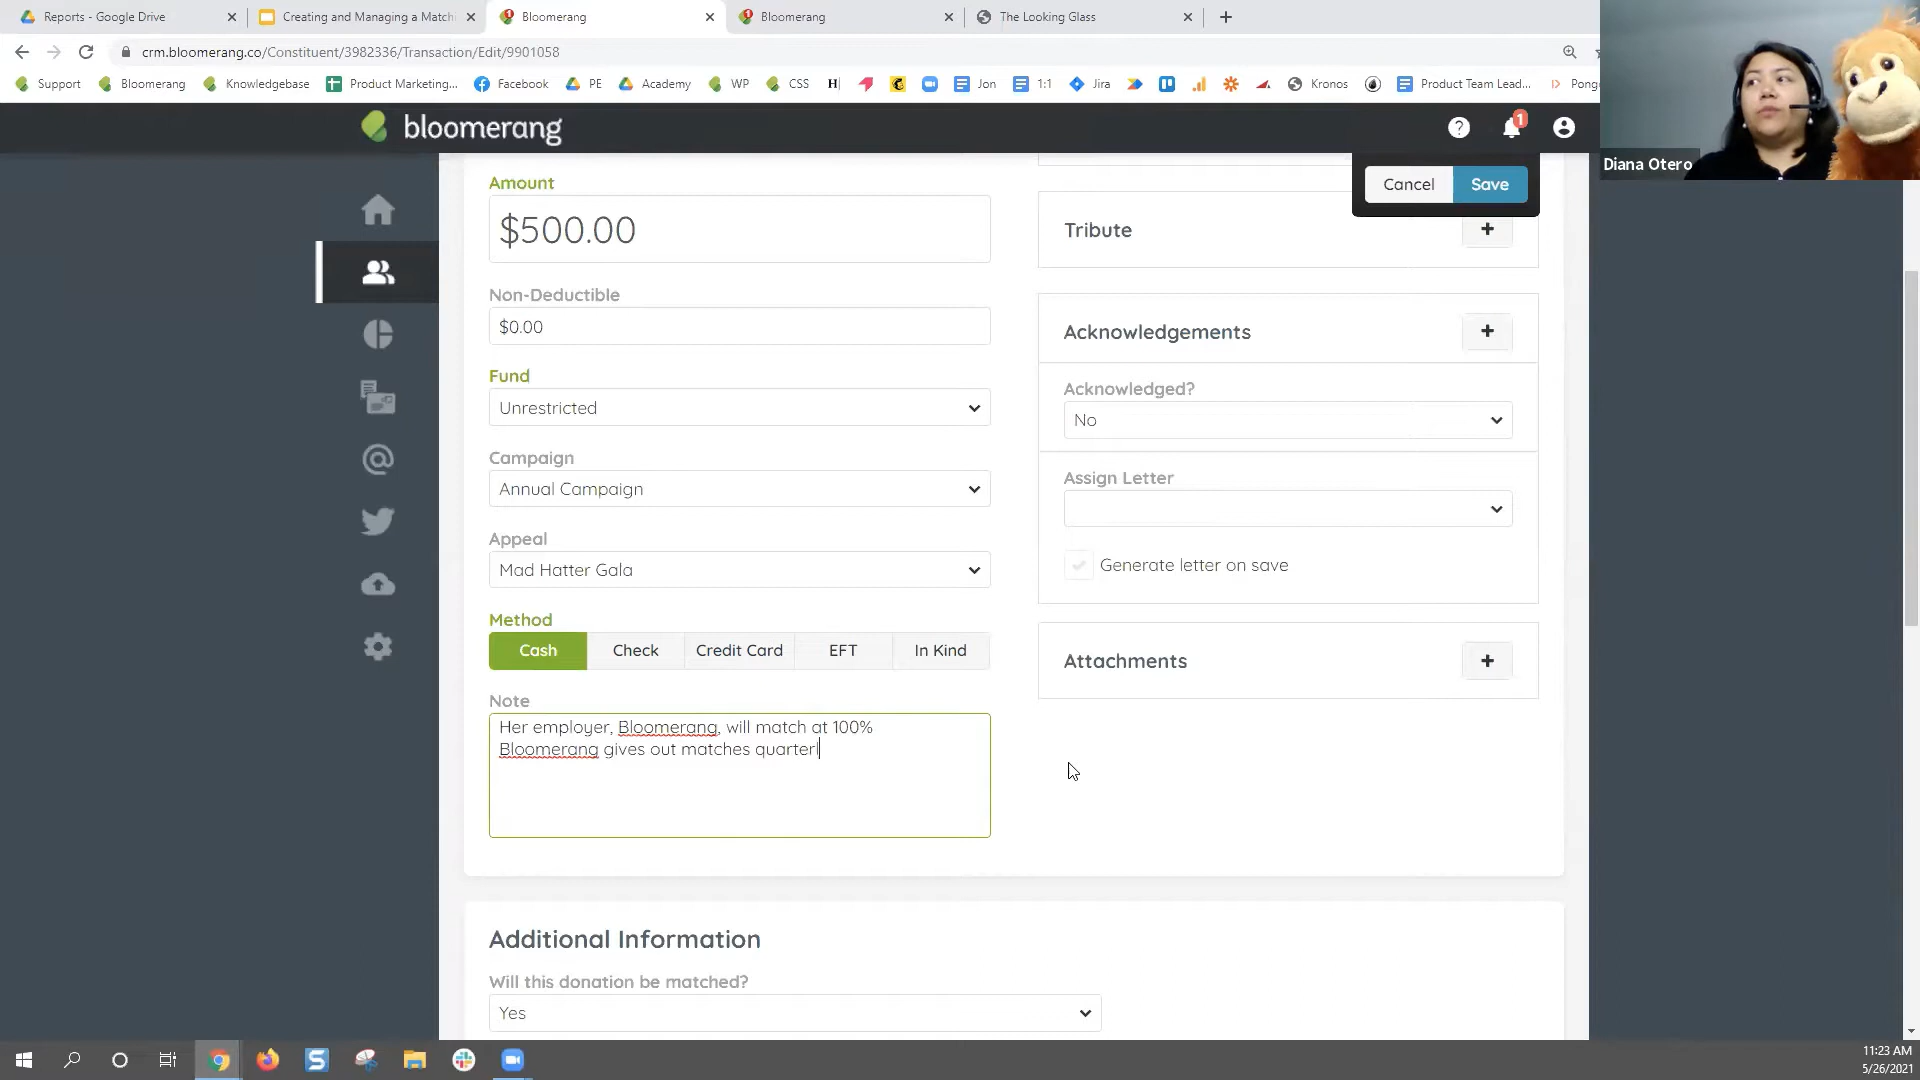 Reports - Google Drive
Creating and Managing a Matchi
Bloomerang
Bloomerang
The Looking Glass
crm.bloomerang.co/Constituent/3982336/Transaction/Edit/9901058
Support
Bloomerang
Knowledgebase
Product Marketing...
Facebook
PE
Academy
WP
CSS
H
Jon
1:1
Jira
Kronos
Product Team Lead...
Pong
bloomerang
1
Diana Otero
Cancel
Save
Amount
$500.00
Non-Deductible
$0.00
Fund
Unrestricted
Campaign
Annual Campaign
Appeal
Mad Hatter Gala
Method
Cash
Check
Credit Card
EFT
In Kind
Note
Her employer, Bloomerang, will match at 100%
Bloomerang gives out matches quarterl
Tribute
Acknowledgements
Acknowledged?
No
Assign Letter
Generate letter on save
Attachments
Additional Information
Will this donation be matched?
Yes
11:23 AM
5/26/2021